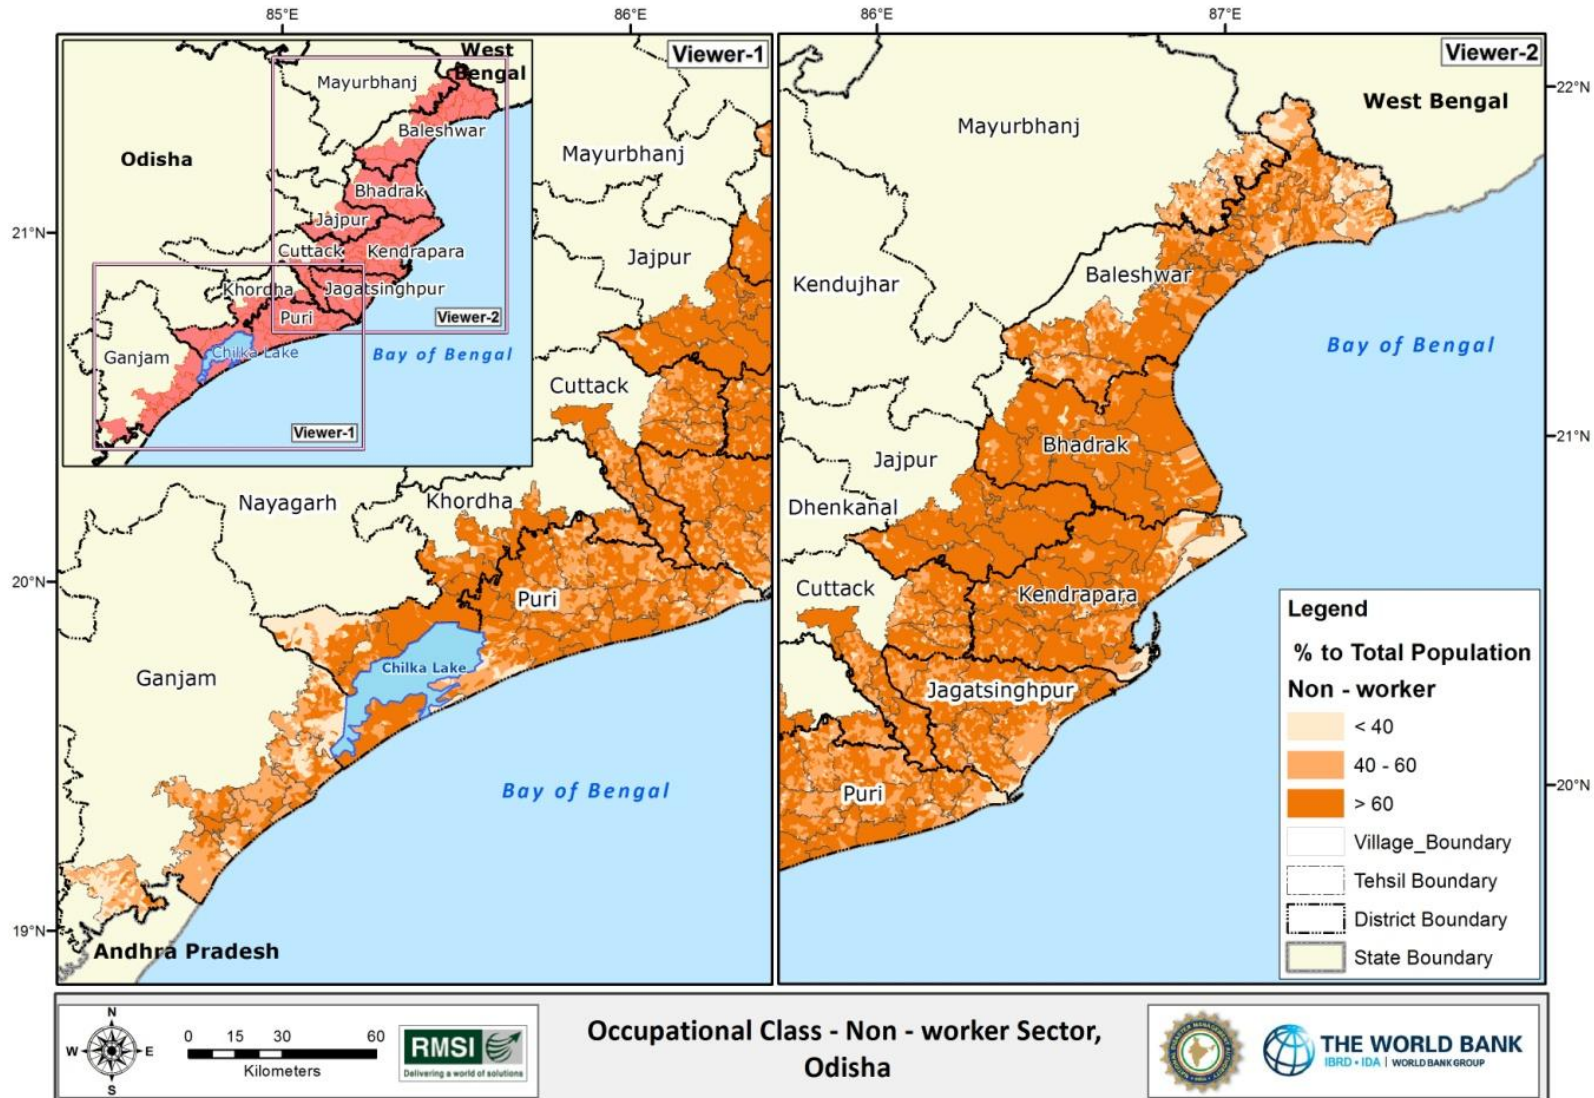 85°E
86°E
86°E
87°E
Viewer-1
Viewer-2
West
Bengal
Mayurbhanj
Baleshwar
Odisha
Bhadrak
Jajpur
Cuttack
Kendrapara
Khordha
Jagatsinghpur
Puri
Viewer-2
Ganjam
Chilka Lake
Bay of Bengal
Viewer-1
Mayurbhanj
Jajpur
Cuttack
Nayagarh
Khordha
Puri
Chilka Lake
Ganjam
Bay of Bengal
Andhra Pradesh
21°N
20°N
19°N
West Bengal
Mayurbhanj
Kendujhar
Baleshwar
Bay of Bengal
Bhadrak
Jajpur
Dhenkanal
Cuttack
Kendrapara
Jagatsinghpur
Puri
22°N
21°N
20°N
Legend
% to Total Population
Non - worker
< 40
40 - 60
> 60
Village_Boundary
Tehsil Boundary
District Boundary
State Boundary
N
W E
S
0 15 30 60
Kilometers
RMSI
Delivering a world of solutions
Occupational Class - Non - worker Sector,
Odisha
THE WORLD BANK
IBRD • IDA | WORLD BANK GROUP